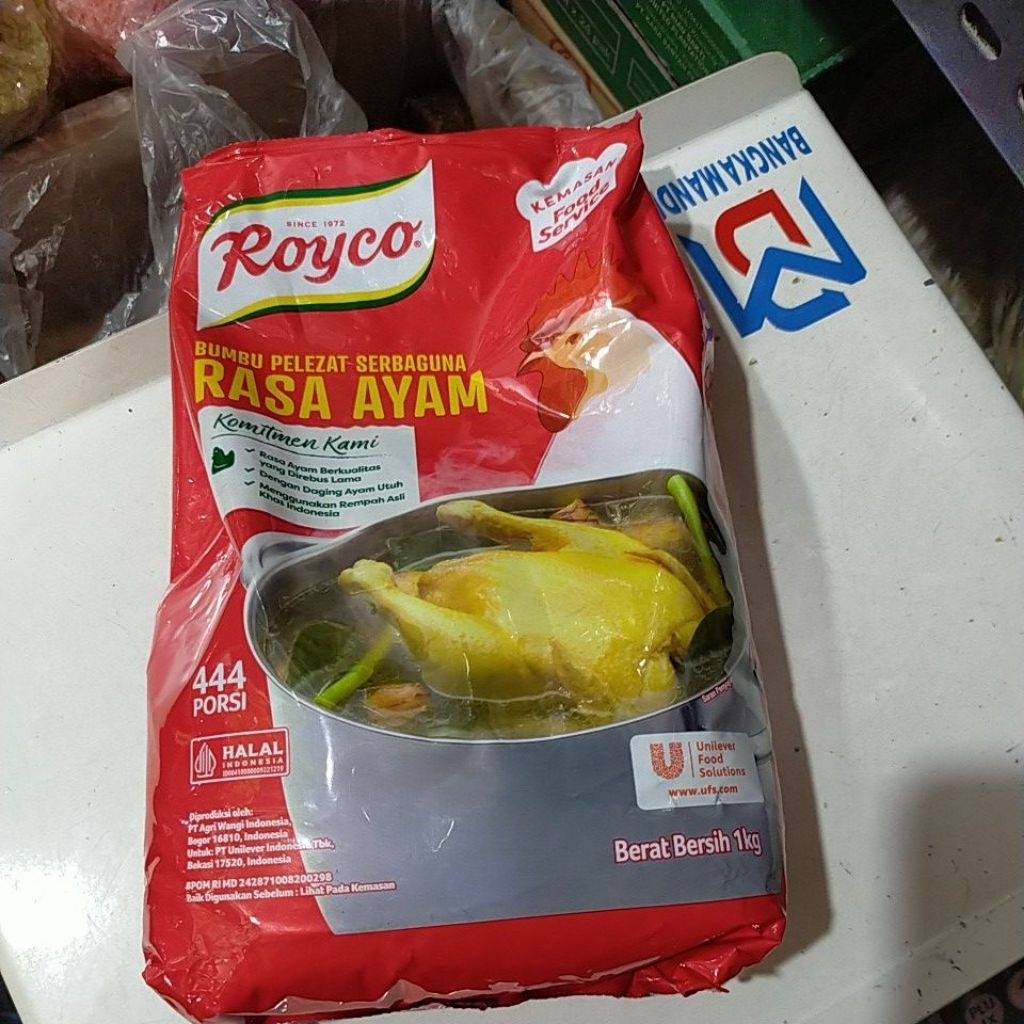 SINCE 1972
Royco
KEMASAN
Food
Service
BUMBU PELEZAT SERBAGUNA
RASA AYAM
Komitmen Kami
Rasa Ayam Berkualitas
yang Direbus Lama
Dengan Daging Ayam Utuh
Menggunakan Rempah Asli
Khas Indonesia
444
PORSI
HALAL
INDONESIA
Unilever
Food
Solutions
www.ufs.com
Berat Bersih 1kg
Diproduksi oleh:
PT Agri Wangi Indonesia,
Bogor 16810, Indonesia
Untuk: PT Unilever Indonesia Tbk,
Bekasi 17520, Indonesia
BPOM RI MD 242871008200298
Baik Digunakan Sebelum : Lihat Pada Kemasan
BANGKA MAND